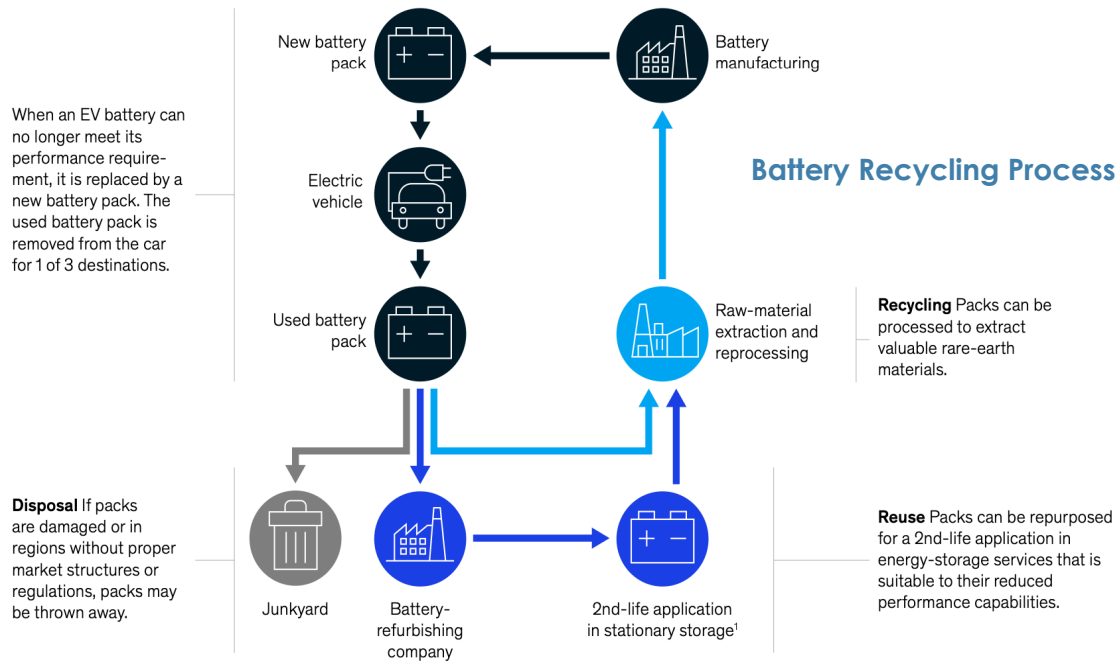 New battery
pack
Battery
manufacturing
When an EV battery can
no longer meet its
performance require-
ment, it is replaced by a
new battery pack. The
used battery pack is
removed from the car
for 1 of 3 destinations.
Battery Recycling Process
Electric
vehicle
Used battery
pack
Raw-material
extraction and
reprocessing
Recycling Packs can be
processed to extract
valuable rare-earth
materials.
Disposal If packs
are damaged or in
regions without proper
market structures or
regulations, packs may
be thrown away.
Junkyard
Battery-
refurbishing
company
2nd-life application
in stationary storage¹
Reuse Packs can be repurposed
for a 2nd-life application in
energy-storage services that is
suitable to their reduced
performance capabilities.